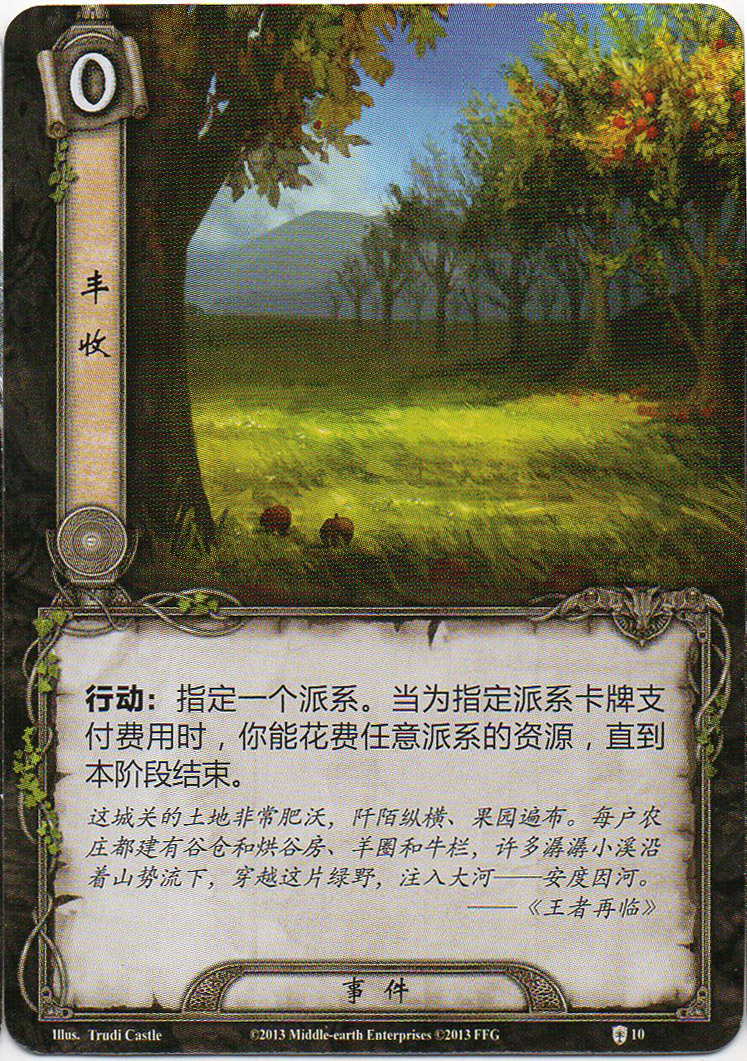 0
丰收
行动：指定一个派系。当为指定派系卡牌支
付费用时，你能花费任意派系的资源，直到
本阶段结束。
这城关的土地非常肥沃，阡陌纵横、果园遍布。每户农
庄都建有谷仓和烘谷房、羊圈和牛栏，许多潺潺小溪沿
着山势流下，穿越这片绿野，注入大河——安度因河。
——《王者再临》
事件
Illus. Trudi Castle ©2013 Middle-earth Enterprises ©2013 FFG 10